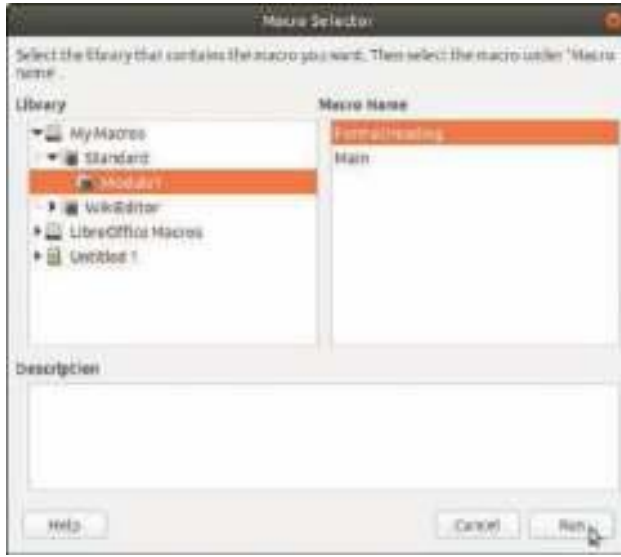 Macro Selector
Select the library that contains the macro you want. Then select the macro under 'Macro
name'.
Library
Macro Name
My Macros
FormatHeading
Standard
Main
Module1
WikiEditor
LibreOffice Macros
Untitled 1
Description
Help
Cancel
Run